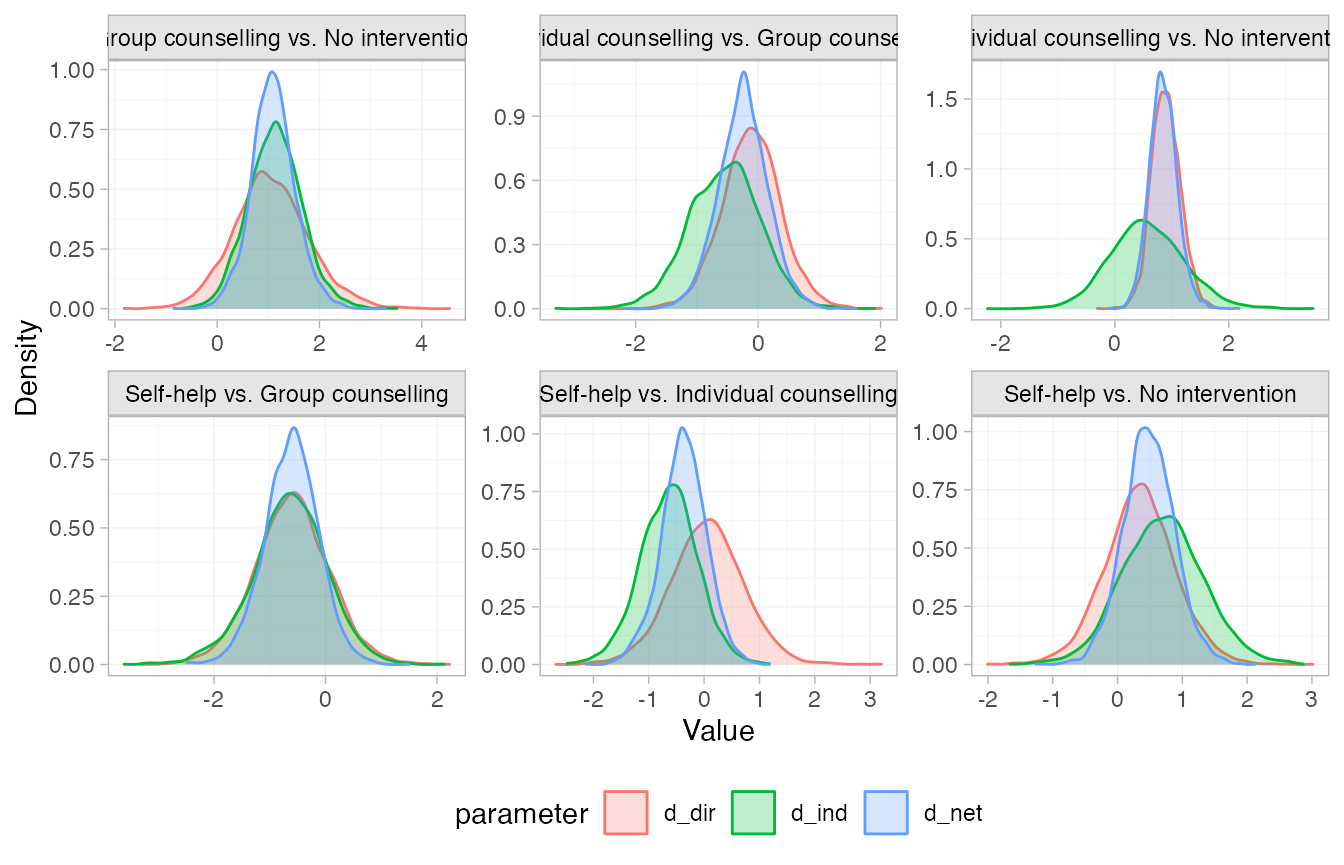 Group counselling vs. No interventio
vidual counselling vs. Group counse
ividual counselling vs. No intervent
1.00
0.75
0.50
0.25
0.00
0.9
0.6
0.3
0.0
1.5
1.0
0.5
0.0
-2 0 2 4
-2 0 2
-2 0 2
Density
Self-help vs. Group counselling
Self-help vs. Individual counselling
Self-help vs. No intervention
0.75
0.50
0.25
0.00
1.00
0.75
0.50
0.25
0.00
1.00
0.75
0.50
0.25
0.00
-2 0 2
-2 -1 0 1 2 3
-2 -1 0 1 2 3
Value
parameter d_dir d_ind d_net